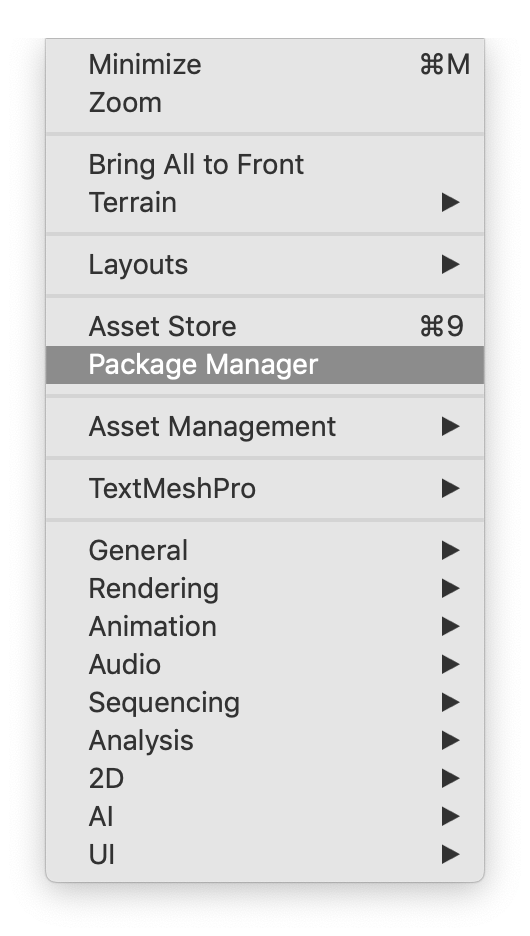 Minimize ⌘M
Zoom
Bring All to Front
Terrain
Layouts
Asset Store ⌘9
Package Manager
Asset Management
TextMeshPro
General
Rendering
Animation
Audio
Sequencing
Analysis
2D
AI
UI